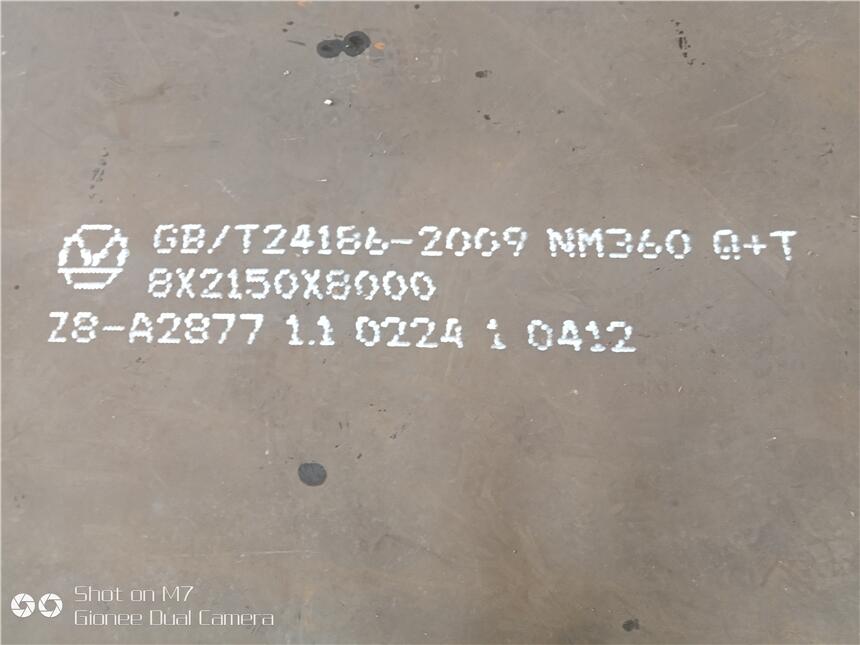 GB/T24186-2009 NM360 Q+T
8X2150X8000
Z8-A2877 1.1 0224 1 0412
Shot on M7
Gionee Dual Camera